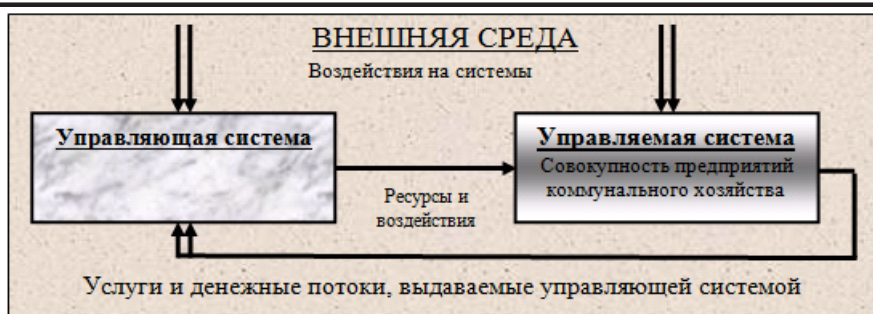 ВНЕШНЯЯ СРЕДА
Воздействия на системы
Управляющая система
Управляемая система
Совокупность предприятий
коммунального хозяйства
Ресурсы и
воздействия
Услуги и денежные потоки, выдаваемые управляющей системой